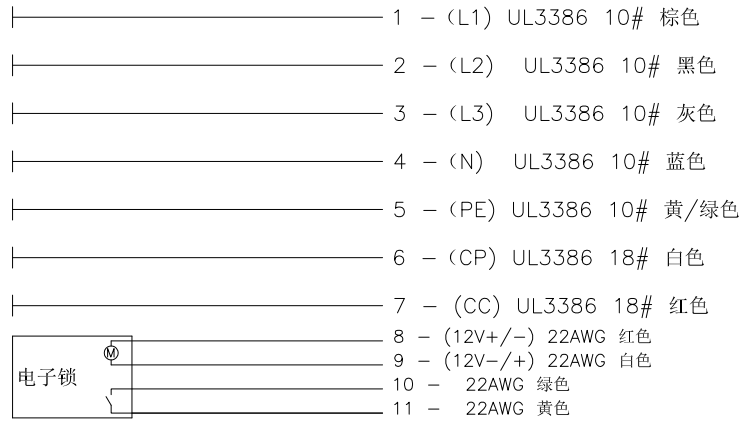 1 －(L1) UL3386 10# 棕色
2 －(L2) UL3386 10# 黑色
3 －(L3) UL3386 10# 灰色
4 －(N) UL3386 10# 蓝色
5 －(PE) UL3386 10# 黄/绿色
6 －(CP) UL3386 18# 白色
7 －(CC) UL3386 18# 红色
8 －(12V+/−) 22AWG 红色
M
9 －(12V−/+) 22AWG 白色
电子锁
10－ 22AWG 绿色
11－ 22AWG 黄色